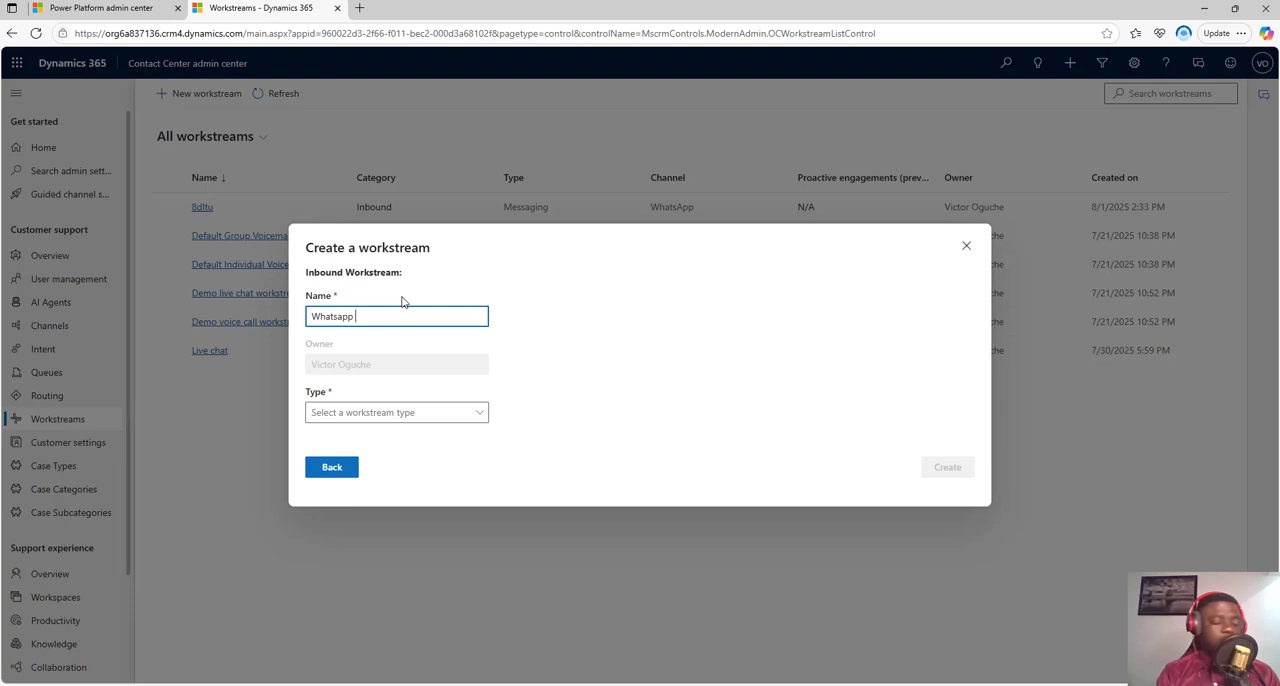 Power Platform admin center
Workstreams - Dynamics 365
https://org6a837136.crm4.dynamics.com/main.aspx?appid=960022d3-2f66-f011-bec2-000d3a68102f&pagetype=control&controlName=MscrmControls.ModernAdmin.OCWorkstreamListControl
Update
Dynamics 365
Contact Center admin center
VO
New workstream
Refresh
Search workstreams
Get started
Home
Search admin sett...
Guided channel s...
Customer support
Overview
User management
AI Agents
Channels
Intent
Queues
Routing
Workstreams
Customer settings
Case Types
Case Categories
Case Subcategories
Support experience
Overview
Workspaces
Productivity
Knowledge
Collaboration
All workstreams
Name ↓ Category Type Channel Proactive engagements (prev... Owner Created on
8dltu Inbound Messaging WhatsApp N/A Victor Oguche 8/1/2025 2:33 PM
Default Group Voicema che 7/21/2025 10:38 PM
Default Individual Voice che 7/21/2025 10:38 PM
Demo live chat workstre che 7/21/2025 10:52 PM
Demo voice call workst che 7/21/2025 10:52 PM
Live chat che 7/30/2025 5:59 PM
Create a workstream
Inbound Workstream:
Name *
Whatsapp
Owner
Victor Oguche
Type *
Select a workstream type
Back
Create